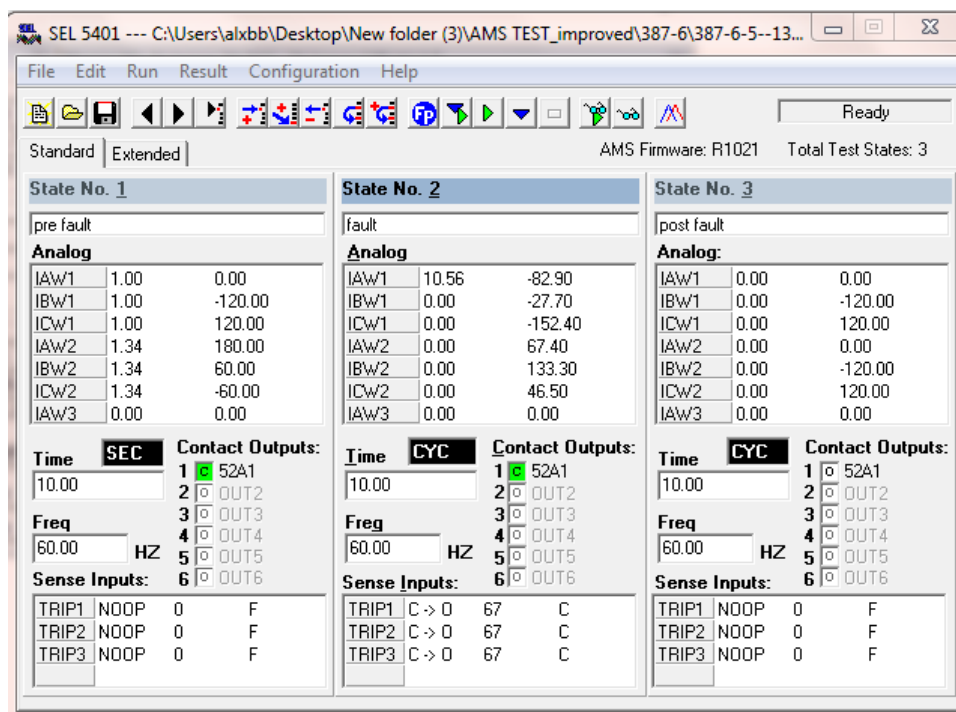 SEL 5401 --- C:\Users\alxbb\Desktop\New folder (3)\AMS TEST_improved\387-6\387-6-5--13...
File Edit Run Result Configuration Help
Ready
Standard Extended AMS Firmware: R1021 Total Test States: 3
State No. 1
pre fault
Analog
IAW1 1.00 0.00
IBW1 1.00 -120.00
ICW1 1.00 120.00
IAW2 1.34 180.00
IBW2 1.34 60.00
ICW2 1.34 -60.00
IAW3 0.00 0.00
Time SEC
10.00
Freq
60.00 HZ
Contact Outputs:
1 C 52A1
2 O OUT2
3 O OUT3
4 O OUT4
5 O OUT5
6 O OUT6
Sense Inputs:
TRIP1 NOOP 0 F
TRIP2 NOOP 0 F
TRIP3 NOOP 0 F
State No. 2
fault
Analog
IAW1 10.56 -82.90
IBW1 0.00 -27.70
ICW1 0.00 -152.40
IAW2 0.00 67.40
IBW2 0.00 133.30
ICW2 0.00 46.50
IAW3 0.00 0.00
Time CYC
10.00
Freq
60.00 HZ
Contact Outputs:
1 C 52A1
2 O OUT2
3 O OUT3
4 O OUT4
5 O OUT5
6 O OUT6
Sense Inputs:
TRIP1 C -> O 67 C
TRIP2 C -> O 67 C
TRIP3 C -> O 67 C
State No. 3
post fault
Analog:
IAW1 0.00 0.00
IBW1 0.00 -120.00
ICW1 0.00 120.00
IAW2 0.00 0.00
IBW2 0.00 -120.00
ICW2 0.00 120.00
IAW3 0.00 0.00
Time CYC
10.00
Freq
60.00 HZ
Contact Outputs:
1 O 52A1
2 O OUT2
3 O OUT3
4 O OUT4
5 O OUT5
6 O OUT6
Sense Inputs:
TRIP1 NOOP 0 F
TRIP2 NOOP 0 F
TRIP3 NOOP 0 F